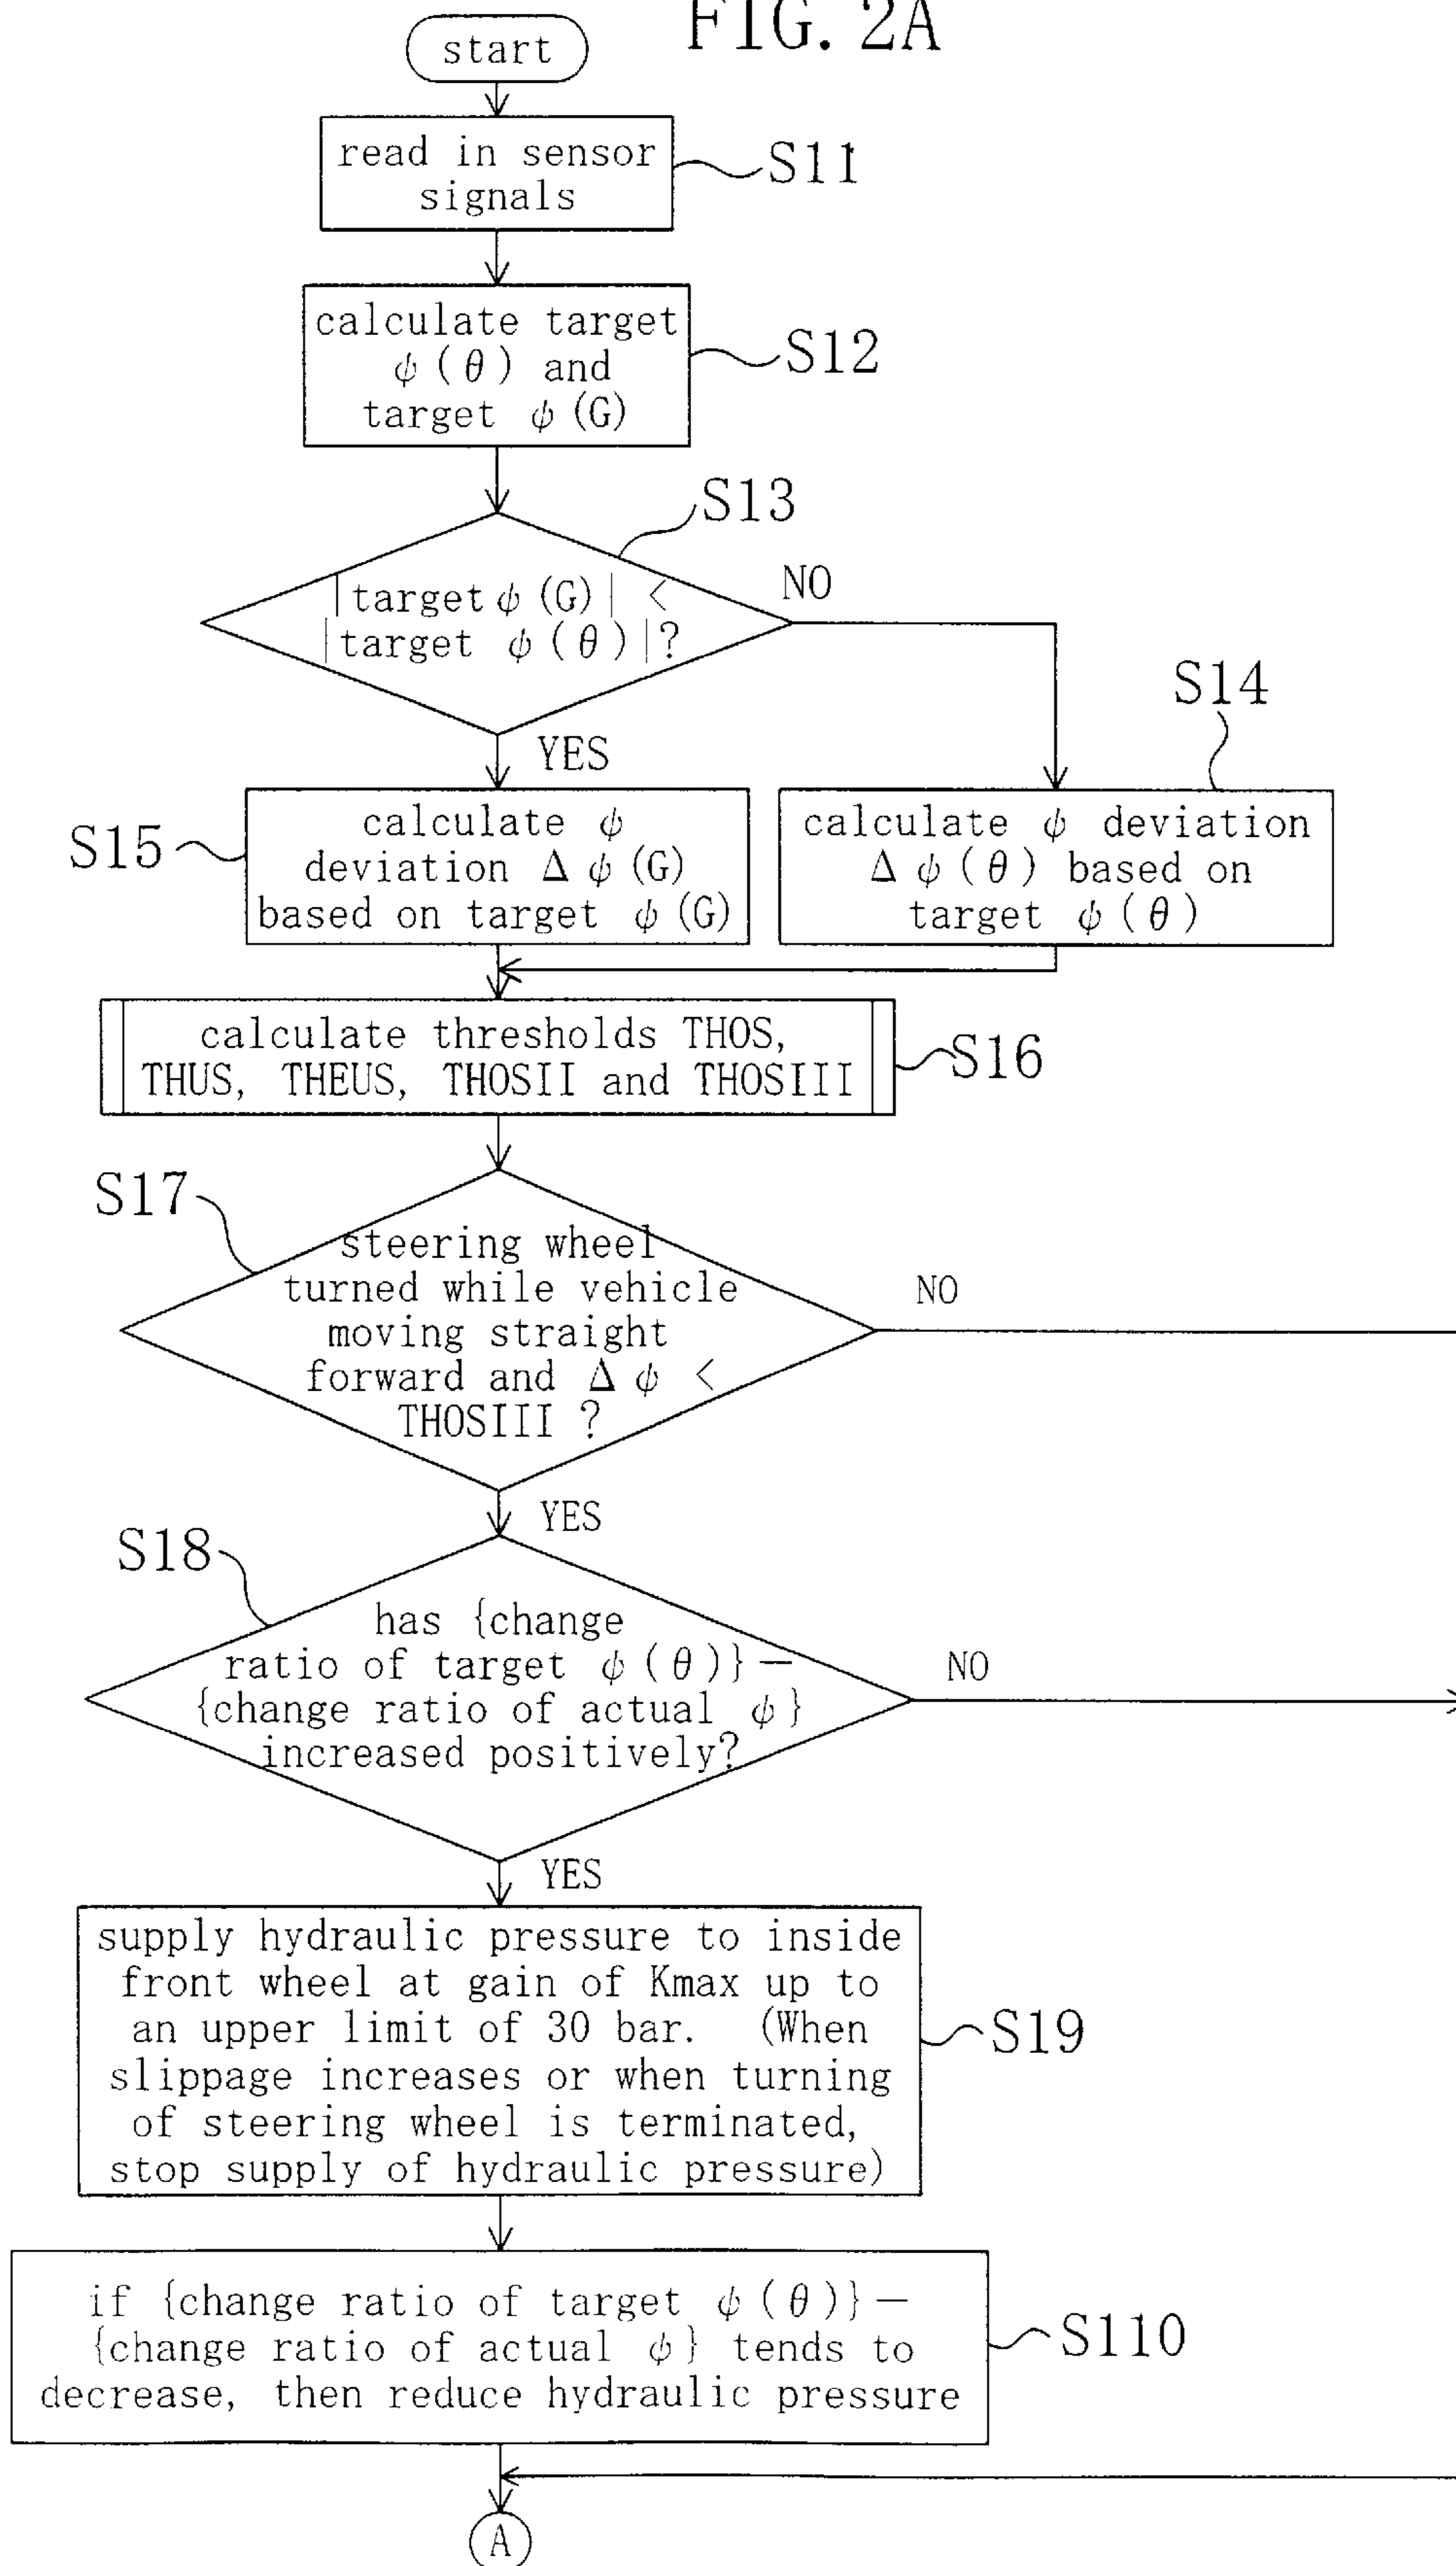 FIG. 2A
start
read in sensor
signals
S11
calculate target
ψ(θ) and
target ψ(G)
S12
S13
|target ψ(G)| <
|target ψ(θ)|?
NO
YES
S14
S15
calculate ψ
deviation Δψ(G)
based on target ψ(G)
calculate ψ deviation
Δψ(θ) based on
target ψ(θ)
calculate thresholds THOS,
THUS, THEUS, THOSII and THOSIII
S16
S17
steering wheel
turned while vehicle
moving straight
forward and Δψ <
THOSIII ?
NO
YES
S18
has {change
ratio of target ψ(θ)}−
{change ratio of actual ψ}
increased positively?
NO
YES
supply hydraulic pressure to inside
front wheel at gain of Kmax up to
an upper limit of 30 bar. (When
slippage increases or when turning
of steering wheel is terminated,
stop supply of hydraulic pressure)
S19
if {change ratio of target ψ(θ)}−
{change ratio of actual ψ} tends to
decrease, then reduce hydraulic pressure
S110
A